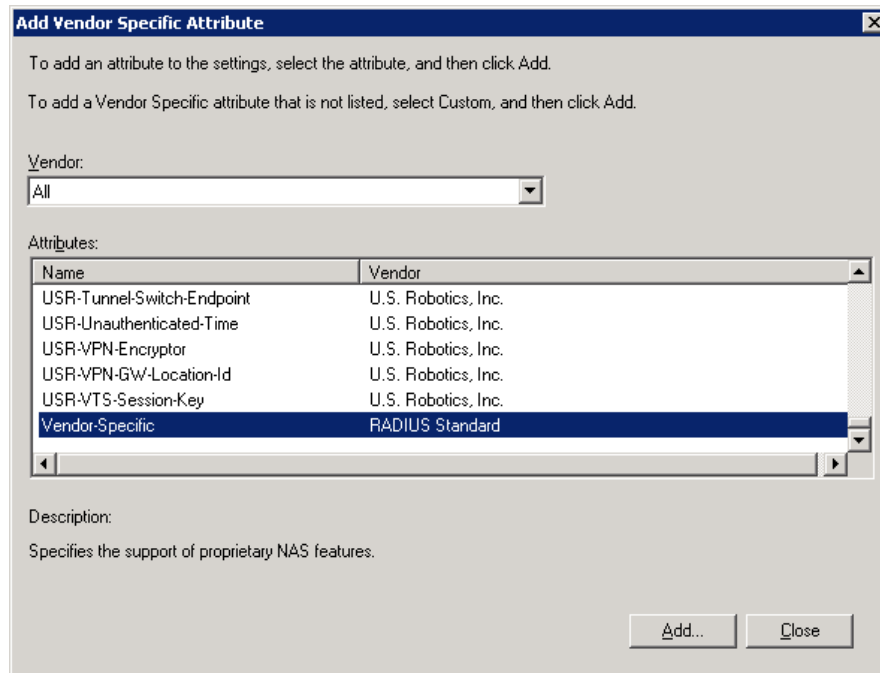 Add Vendor Specific Attribute
To add an attribute to the settings, select the attribute, and then click Add.
To add a Vendor Specific attribute that is not listed, select Custom, and then click Add.
Vendor:
All
Attributes:
Name Vendor
USR-Tunnel-Switch-Endpoint U.S. Robotics, Inc.
USR-Unauthenticated-Time U.S. Robotics, Inc.
USR-VPN-Encryptor U.S. Robotics, Inc.
USR-VPN-GW-Location-Id U.S. Robotics, Inc.
USR-VTS-Session-Key U.S. Robotics, Inc.
Vendor-Specific RADIUS Standard
Description:
Specifies the support of proprietary NAS features.
Add... Close